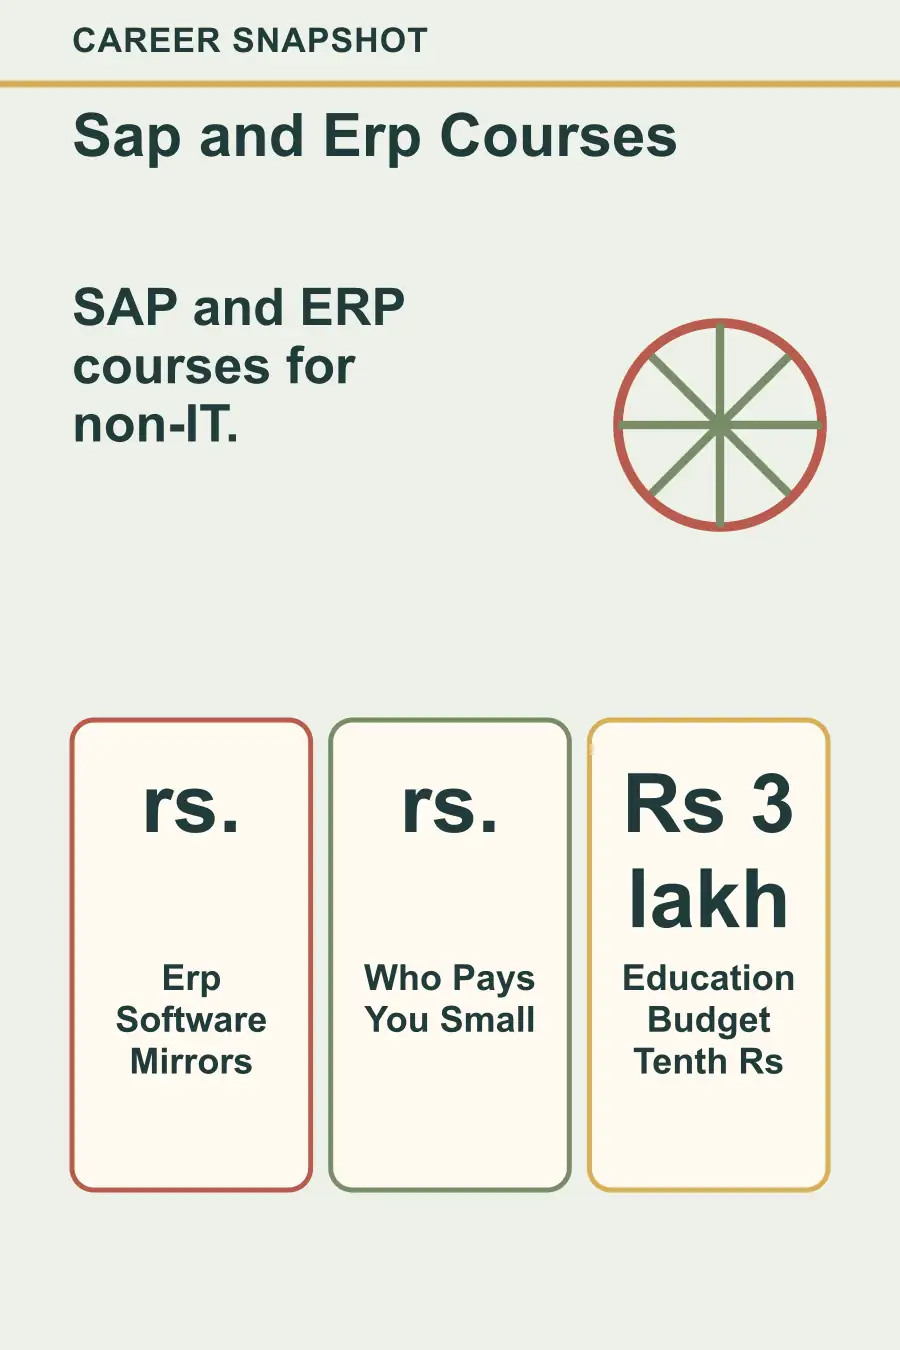 CAREER SNAPSHOT
Sap and Erp Courses
SAP and ERP
courses for
non-IT.
rs.
Erp
Software
Mirrors
rs.
Who Pays
You Small
Rs 3
lakh
Education
Budget
Tenth Rs